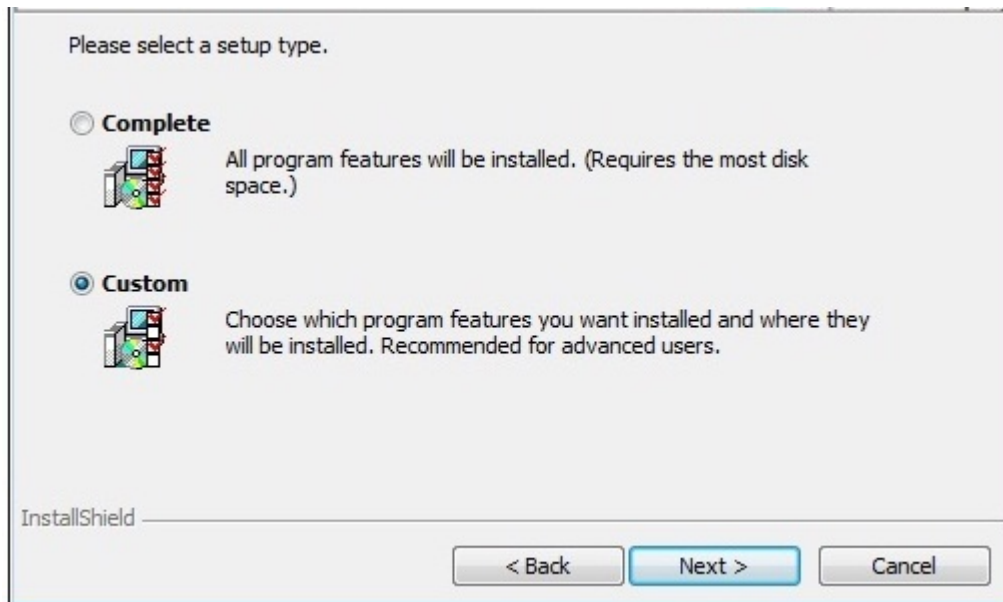 Please select a setup type.
Complete
All program features will be installed. (Requires the most disk
space.)
Custom
Choose which program features you want installed and where they
will be installed. Recommended for advanced users.
InstallShield
< Back
Next >
Cancel